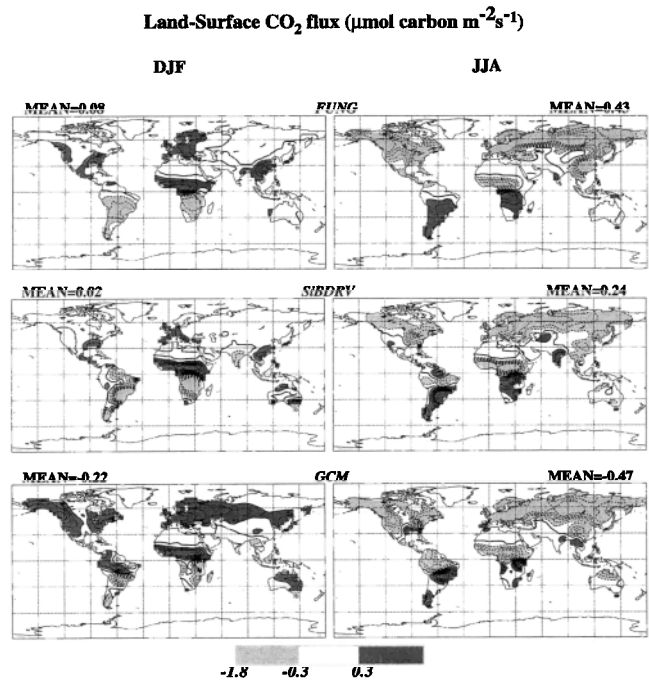 Land-Surface CO2 flux (μmol carbon m-2s-1)
DJF JJA
MEAN=0.08 FUNG MEAN=0.43
MEAN=0.02 SiBDRV MEAN=0.24
MEAN=-0.22 GCM MEAN=-0.47
-1.8 -0.3 0.3